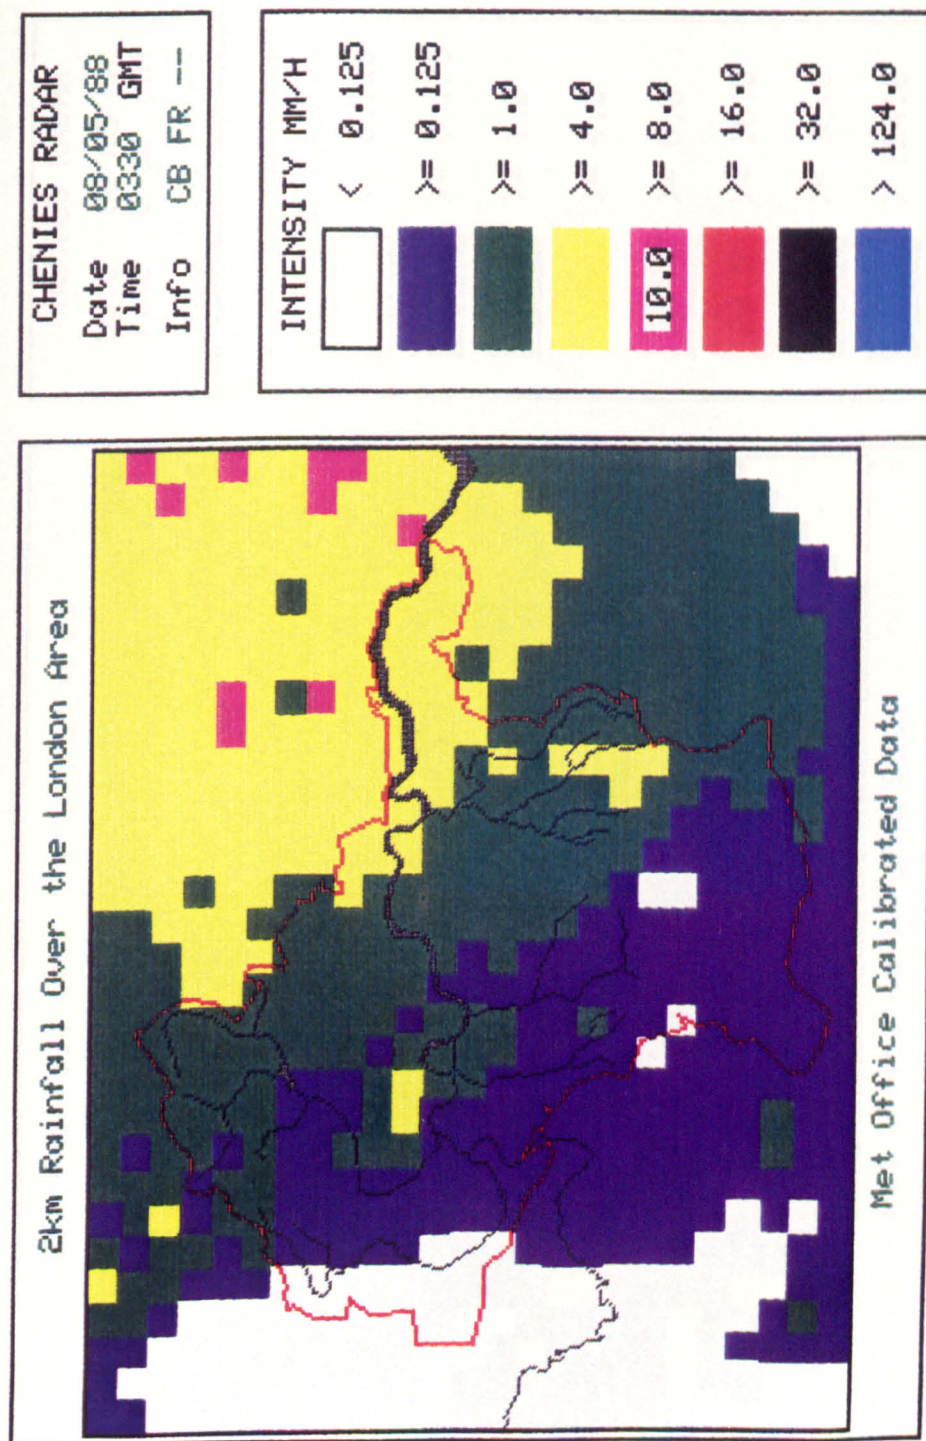 2km Rainfall Over the London Area
Met Office Calibrated Data
CHENIES RADAR
Date 08/05/88
Time 0330 GMT
Info CB FR --
INTENSITY MM/H
< 0.125
>= 0.125
>= 1.0
>= 4.0
10.0 >= 8.0
>= 16.0
>= 32.0
> 124.0